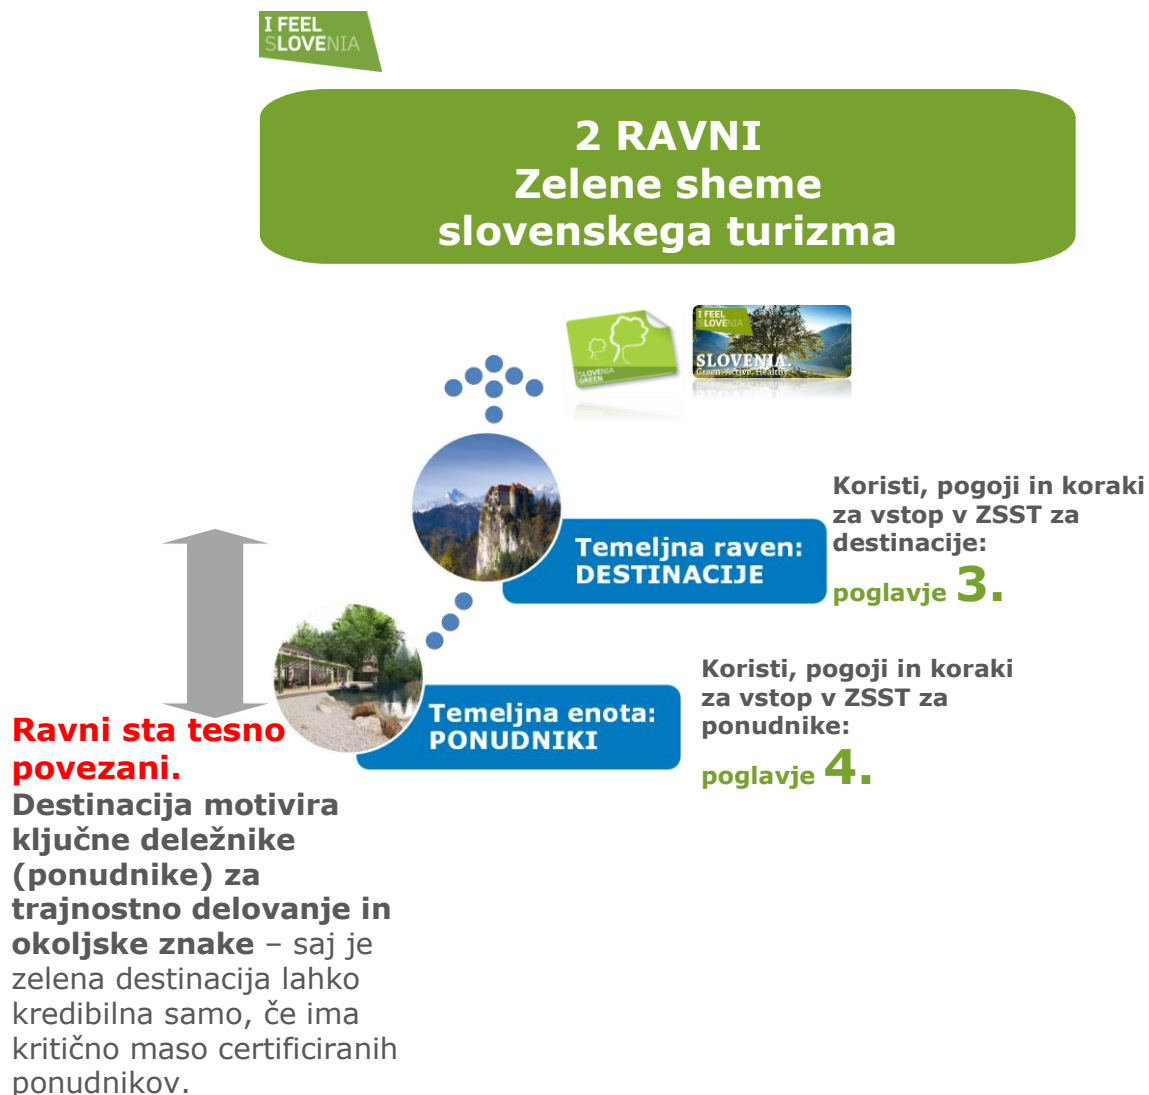 I FEEL
SLOVENIA
2 RAVNI
Zelene sheme
slovenskega turizma
SLOVENIA
GREEN
I FEEL
SLOVENIA
SLOVENIA.
Green. Active. Healthy.
Koristi, pogoji in koraki
za vstop v ZSST za
destinacije:
poglavje 3.
Temeljna raven:
DESTINACIJE
Koristi, pogoji in koraki
za vstop v ZSST za
ponudnike:
poglavje 4.
Temeljna enota:
PONUDNIKI
Ravni sta tesno
povezani.
Destinacija motivira
ključne deležnike
(ponudnike) za
trajnostno delovanje in
okoljske znake – saj je
zelena destinacija lahko
kredibilna samo, če ima
kritično maso certificiranih
ponudnikov.